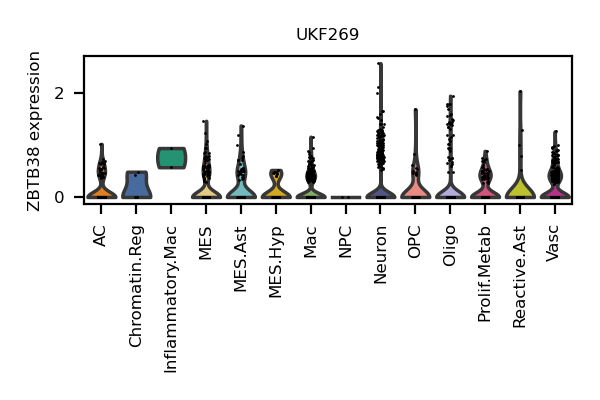 UKF269
ZBTB38 expression
2
0
AC
Chromatin.Reg
Inflammatory.Mac
MES
MES.Ast
MES.Hyp
Mac
NPC
Neuron
OPC
Oligo
Prolif.Metab
Reactive.Ast
Vasc